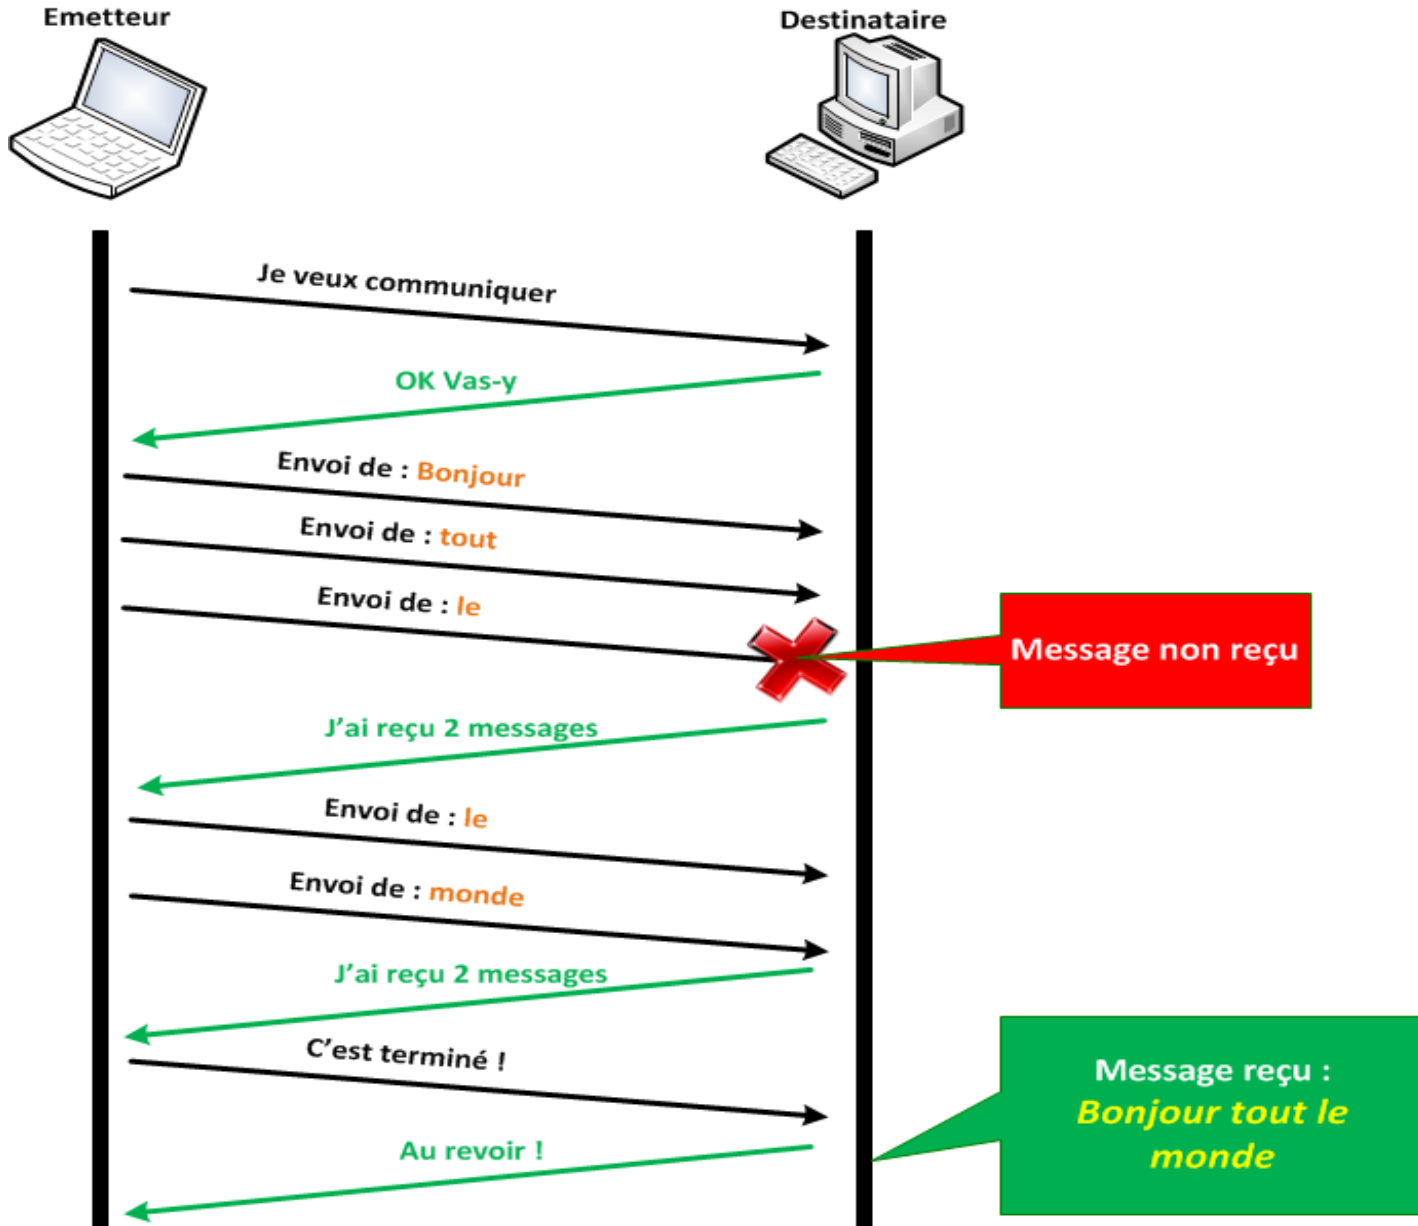 Emetteur
Destinataire
Je veux communiquer
OK Vas-y
Envoi de : Bonjour
Envoi de : tout
Envoi de : le
Message non reçu
J'ai reçu 2 messages
Envoi de : le
Envoi de : monde
J'ai reçu 2 messages
C'est terminé !
Message reçu :
Bonjour tout le
monde
Au revoir !